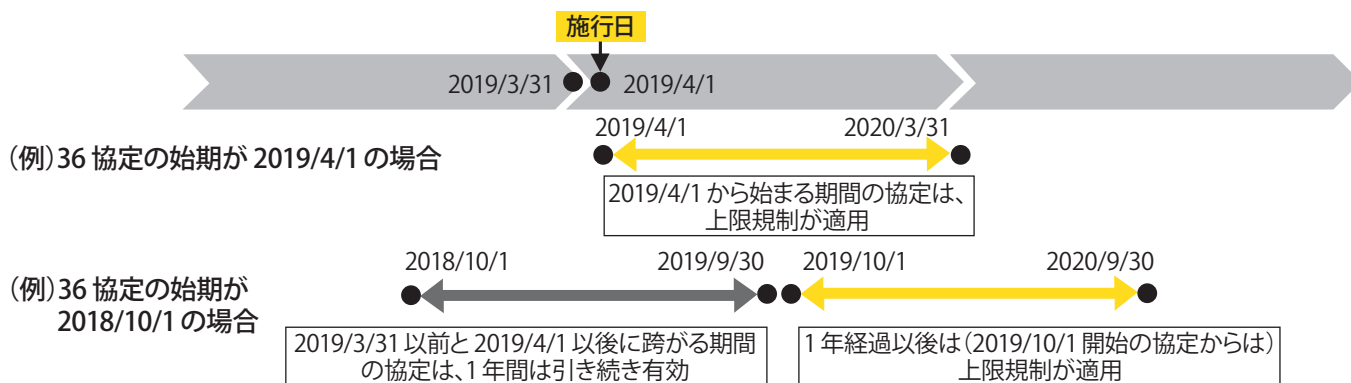 施行日
2019/3/31
2019/4/1
2019/4/1
2020/3/31
（例）36 協定の始期が 2019/4/1 の場合
2019/4/1 から始まる期間の協定は、
上限規制が適用
2018/10/1
2019/9/30
2019/10/1
2020/9/30
（例）36 協定の始期が
2018/10/1 の場合
2019/3/31 以前と 2019/4/1 以後に跨がる期間
の協定は、1 年間は引き続き有効
1 年経過以後は（2019/10/1 開始の協定からは）
上限規制が適用